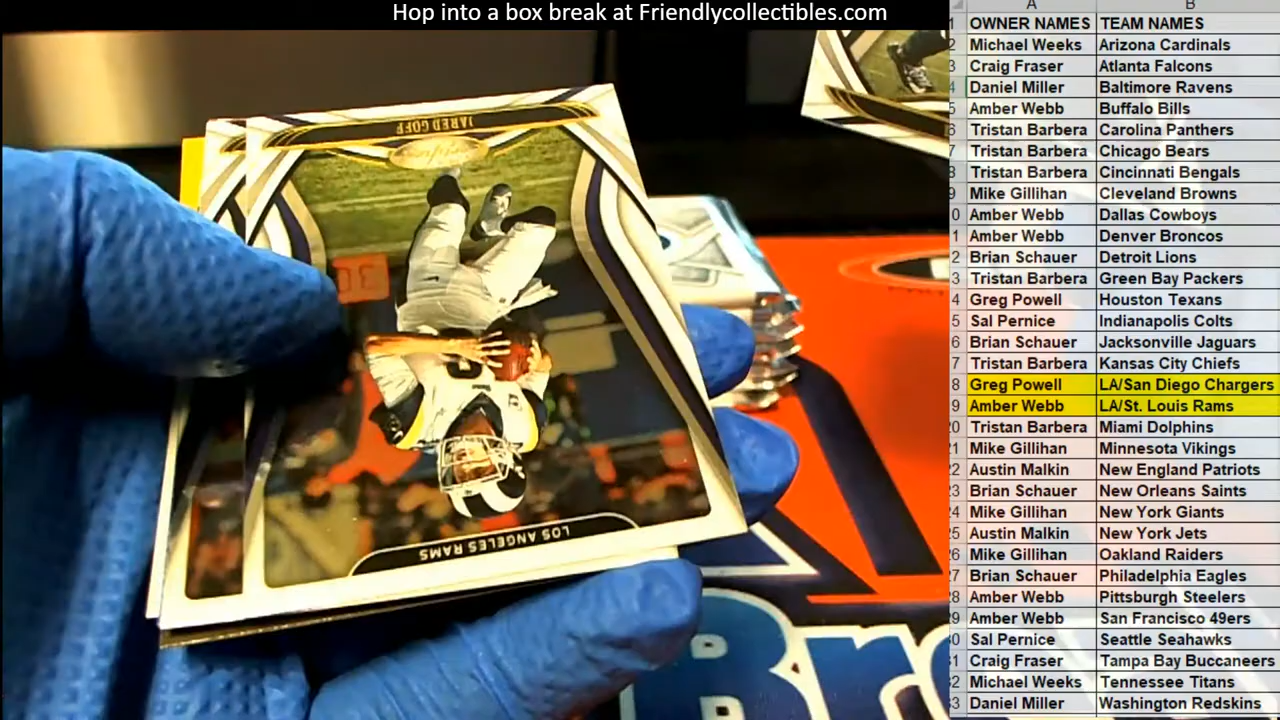 Hop into a box break at Friendlycollectibles.com
A B
1 OWNER NAMES TEAM NAMES
2 Michael Weeks Arizona Cardinals
3 Craig Fraser Atlanta Falcons
4 Daniel Miller Baltimore Ravens
5 Amber Webb Buffalo Bills
6 Tristan Barbera Carolina Panthers
7 Tristan Barbera Chicago Bears
8 Tristan Barbera Cincinnati Bengals
9 Mike Gillihan Cleveland Browns
0 Amber Webb Dallas Cowboys
1 Amber Webb Denver Broncos
2 Brian Schauer Detroit Lions
3 Tristan Barbera Green Bay Packers
4 Greg Powell Houston Texans
5 Sal Pernice Indianapolis Colts
6 Brian Schauer Jacksonville Jaguars
7 Tristan Barbera Kansas City Chiefs
8 Greg Powell LA/San Diego Chargers
9 Amber Webb LA/St. Louis Rams
20 Tristan Barbera Miami Dolphins
21 Mike Gillihan Minnesota Vikings
22 Austin Malkin New England Patriots
23 Brian Schauer New Orleans Saints
24 Mike Gillihan New York Giants
25 Austin Malkin New York Jets
26 Mike Gillihan Oakland Raiders
27 Brian Schauer Philadelphia Eagles
28 Amber Webb Pittsburgh Steelers
29 Amber Webb San Francisco 49ers
30 Sal Pernice Seattle Seahawks
31 Craig Fraser Tampa Bay Buccaneers
32 Michael Weeks Tennessee Titans
33 Daniel Miller Washington Redskins
JARED GOFF
LOS ANGELES RAMS
Br